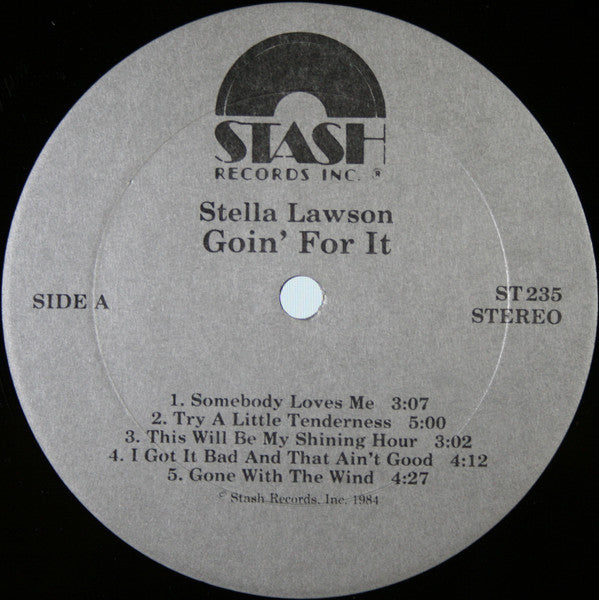 STASH
RECORDS INC. ®
Stella Lawson
Goin' For It
SIDE A
ST 235
STEREO
1. Somebody Loves Me 3:07
2. Try A Little Tenderness 5:00
3. This Will Be My Shining Hour 3:02
4. I Got It Bad And That Ain't Good 4:12
5. Gone With The Wind 4:27
© Stash Records, Inc. 1984